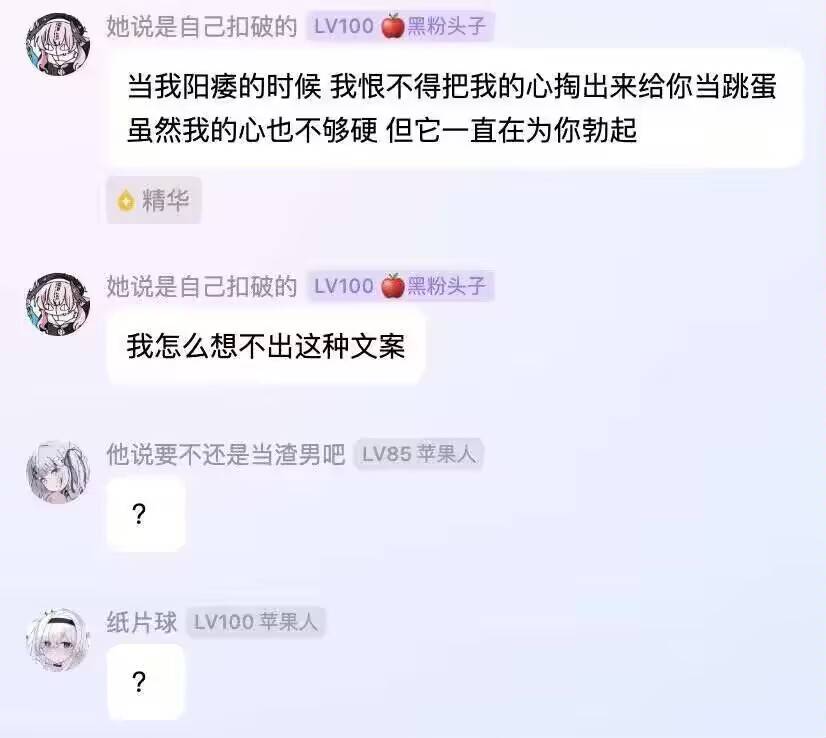 她说是自己扣破的 LV100 🍎黑粉头子
当我阳痿的时候 我恨不得把我的心掏出来给你当跳蛋
虽然我的心也不够硬 但它一直在为你勃起
精华
她说是自己扣破的 LV100 🍎黑粉头子
我怎么想不出这种文案
他说要不还是当渣男吧 LV85 苹果人
?
纸片球 LV100 苹果人
?